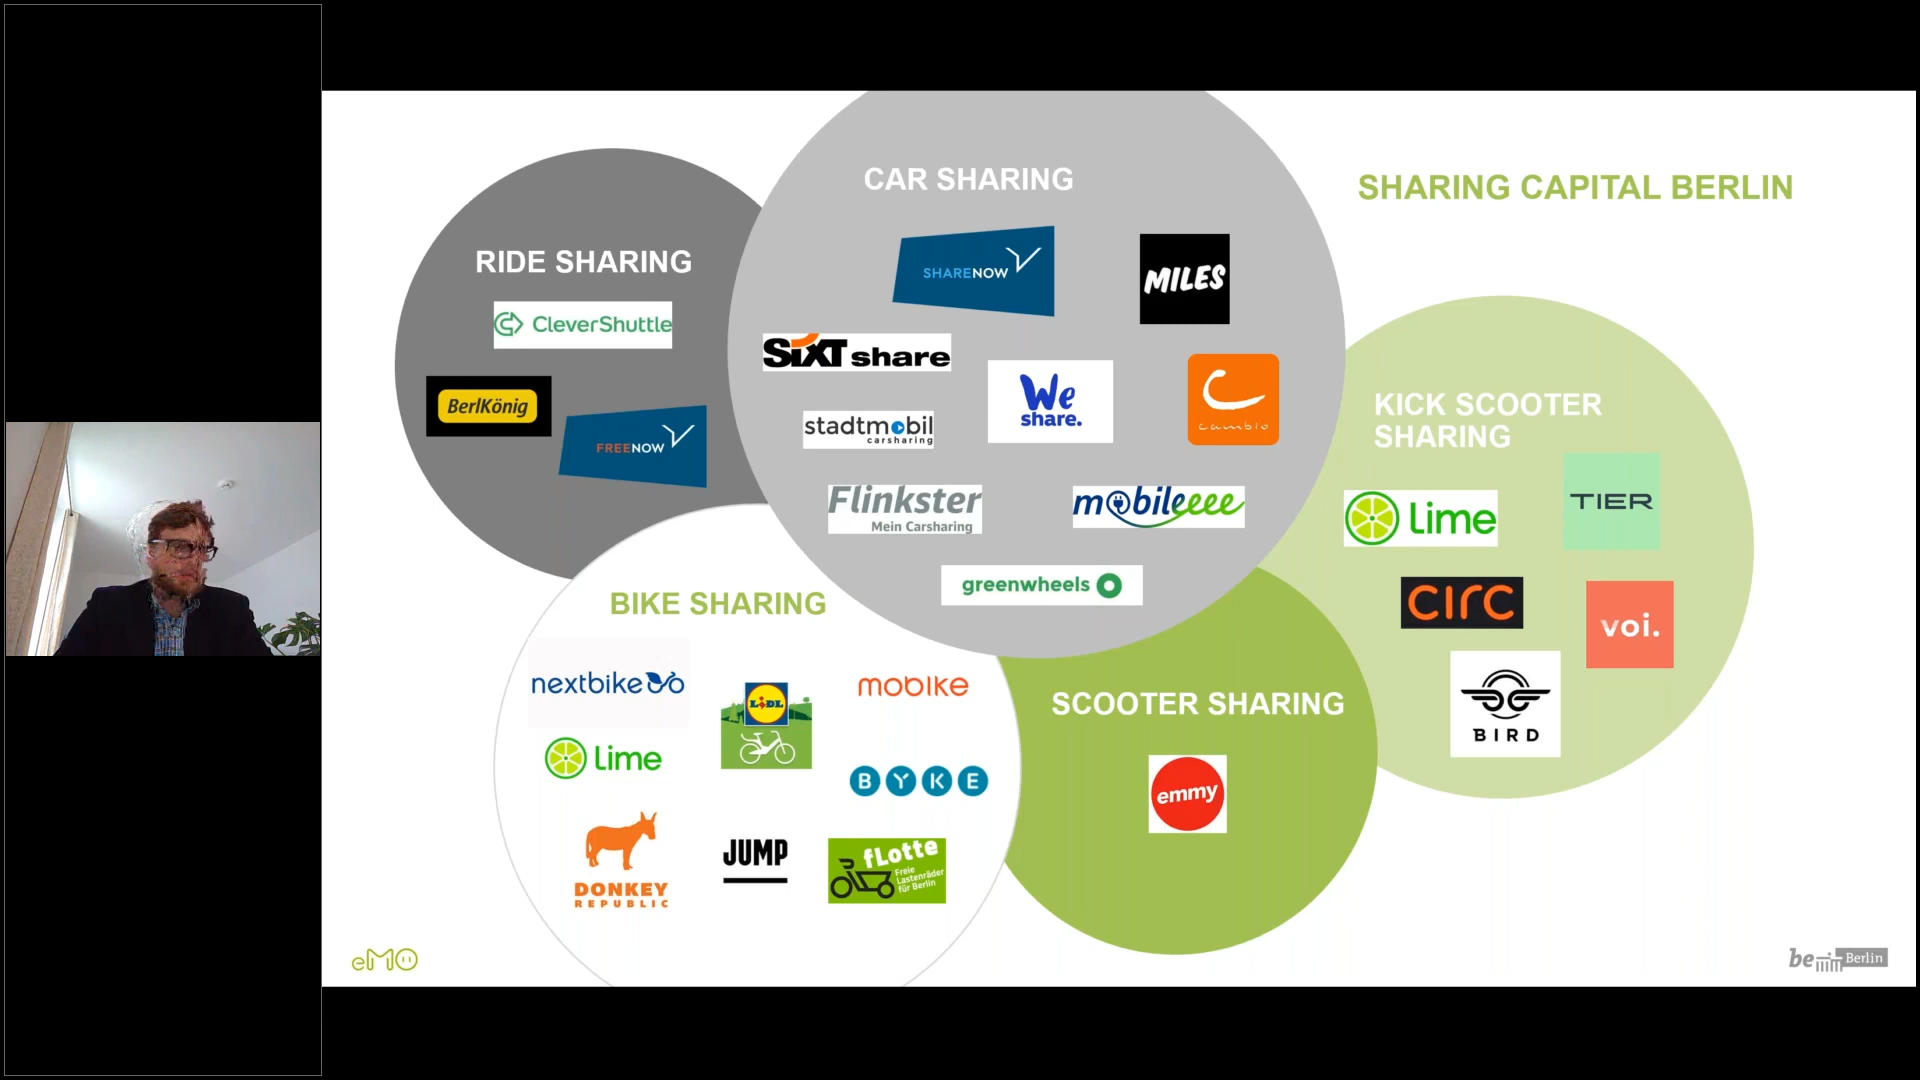 SHARING CAPITAL BERLIN
RIDE SHARING
CleverShuttle
BerlKönig
FREENOW
CAR SHARING
SHARENOW
MILES
SIXT share
We
share.
cambio
stadtmobil
carsharing
Flinkster
Mein Carsharing
mobileeee
greenwheels
KICK SCOOTER
SHARING
Lime
TIER
CIRC
voi.
BIRD
BIKE SHARING
nextbike
LIDL
mobike
Lime
BYKE
DONKEY
REPUBLIC
JUMP
fLotte
Freie
Lastenräder
für Berlin
SCOOTER SHARING
emmy
eMO
be Berlin